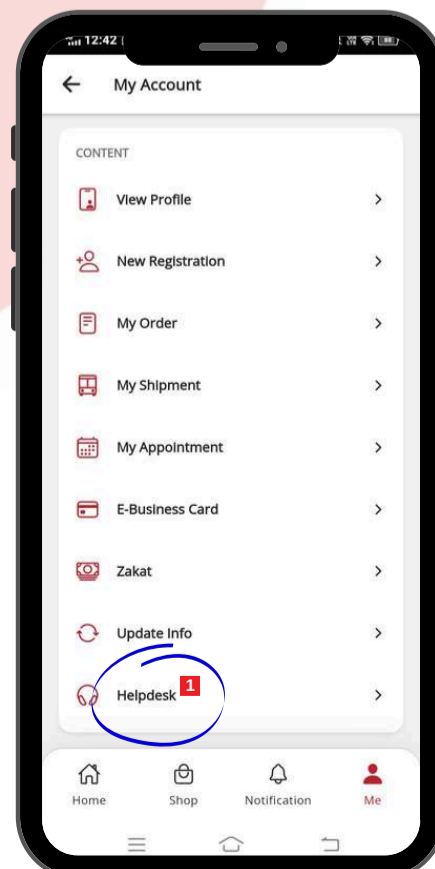 12:42
My Account
CONTENT
View Profile
New Registration
My Order
My Shipment
My Appointment
E-Business Card
Zakat
Update Info
Helpdesk 1
Home Shop Notification Me